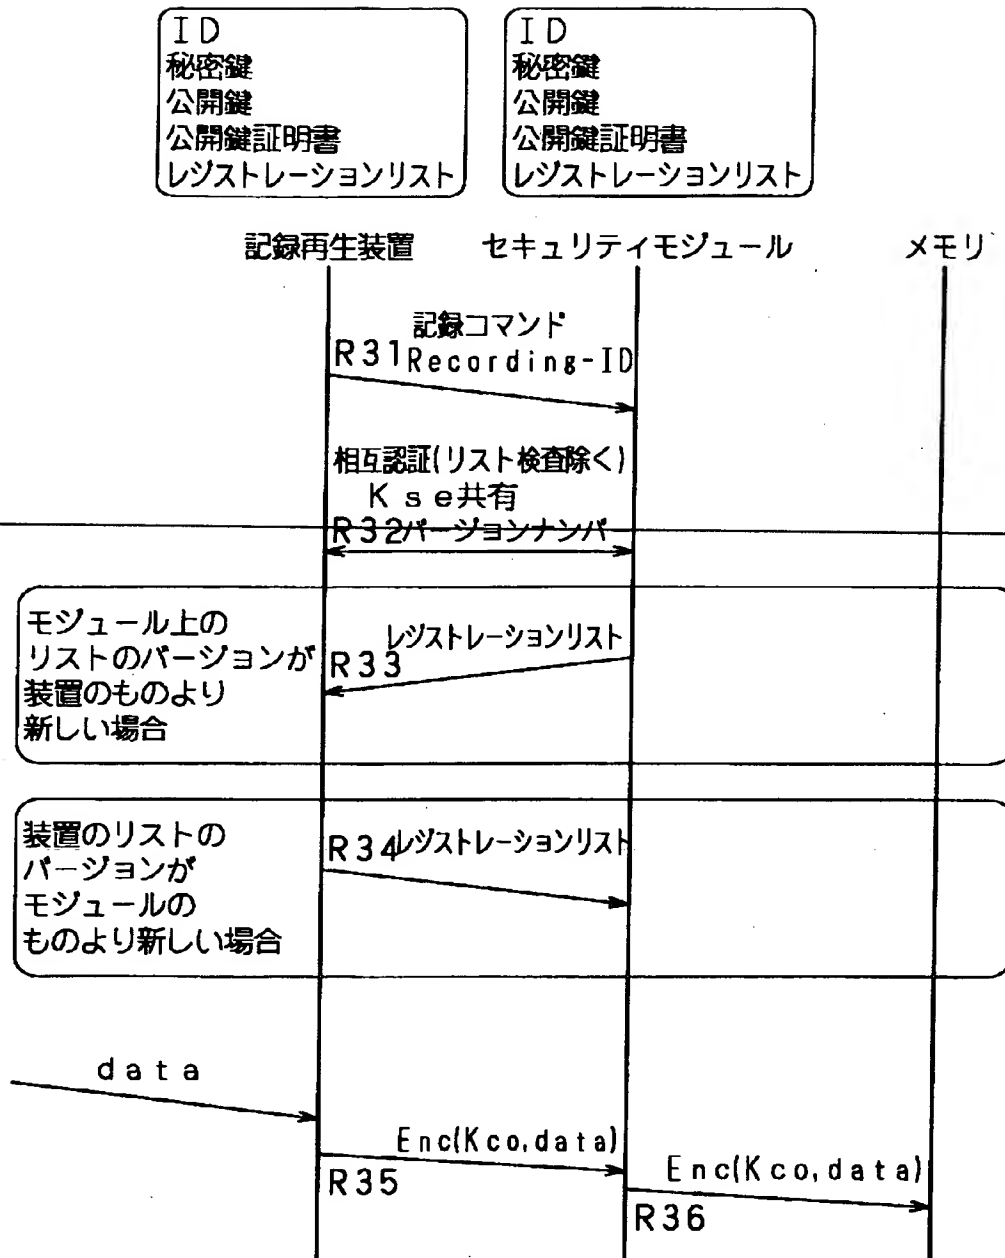 ID
秘密鍵
公開鍵
公開鍵証明書
レジストレーションリスト
ID
秘密鍵
公開鍵
公開鍵証明書
レジストレーションリスト
記録再生装置
セキュリティモジュール
メモリ
記録コマンド
R31 Recording-ID
相互認証(リスト検査除く)
Kse共有
R32 バージョンナンバ
モジュール上の
リストのバージョンが
装置のものより
新しい場合
レジストレーションリスト
R33
装置のリストの
バージョンが
モジュールの
ものより新しい場合
R34 レジストレーションリスト
data
Enc(Kco,data)
R35
Enc(Kco,data)
R36